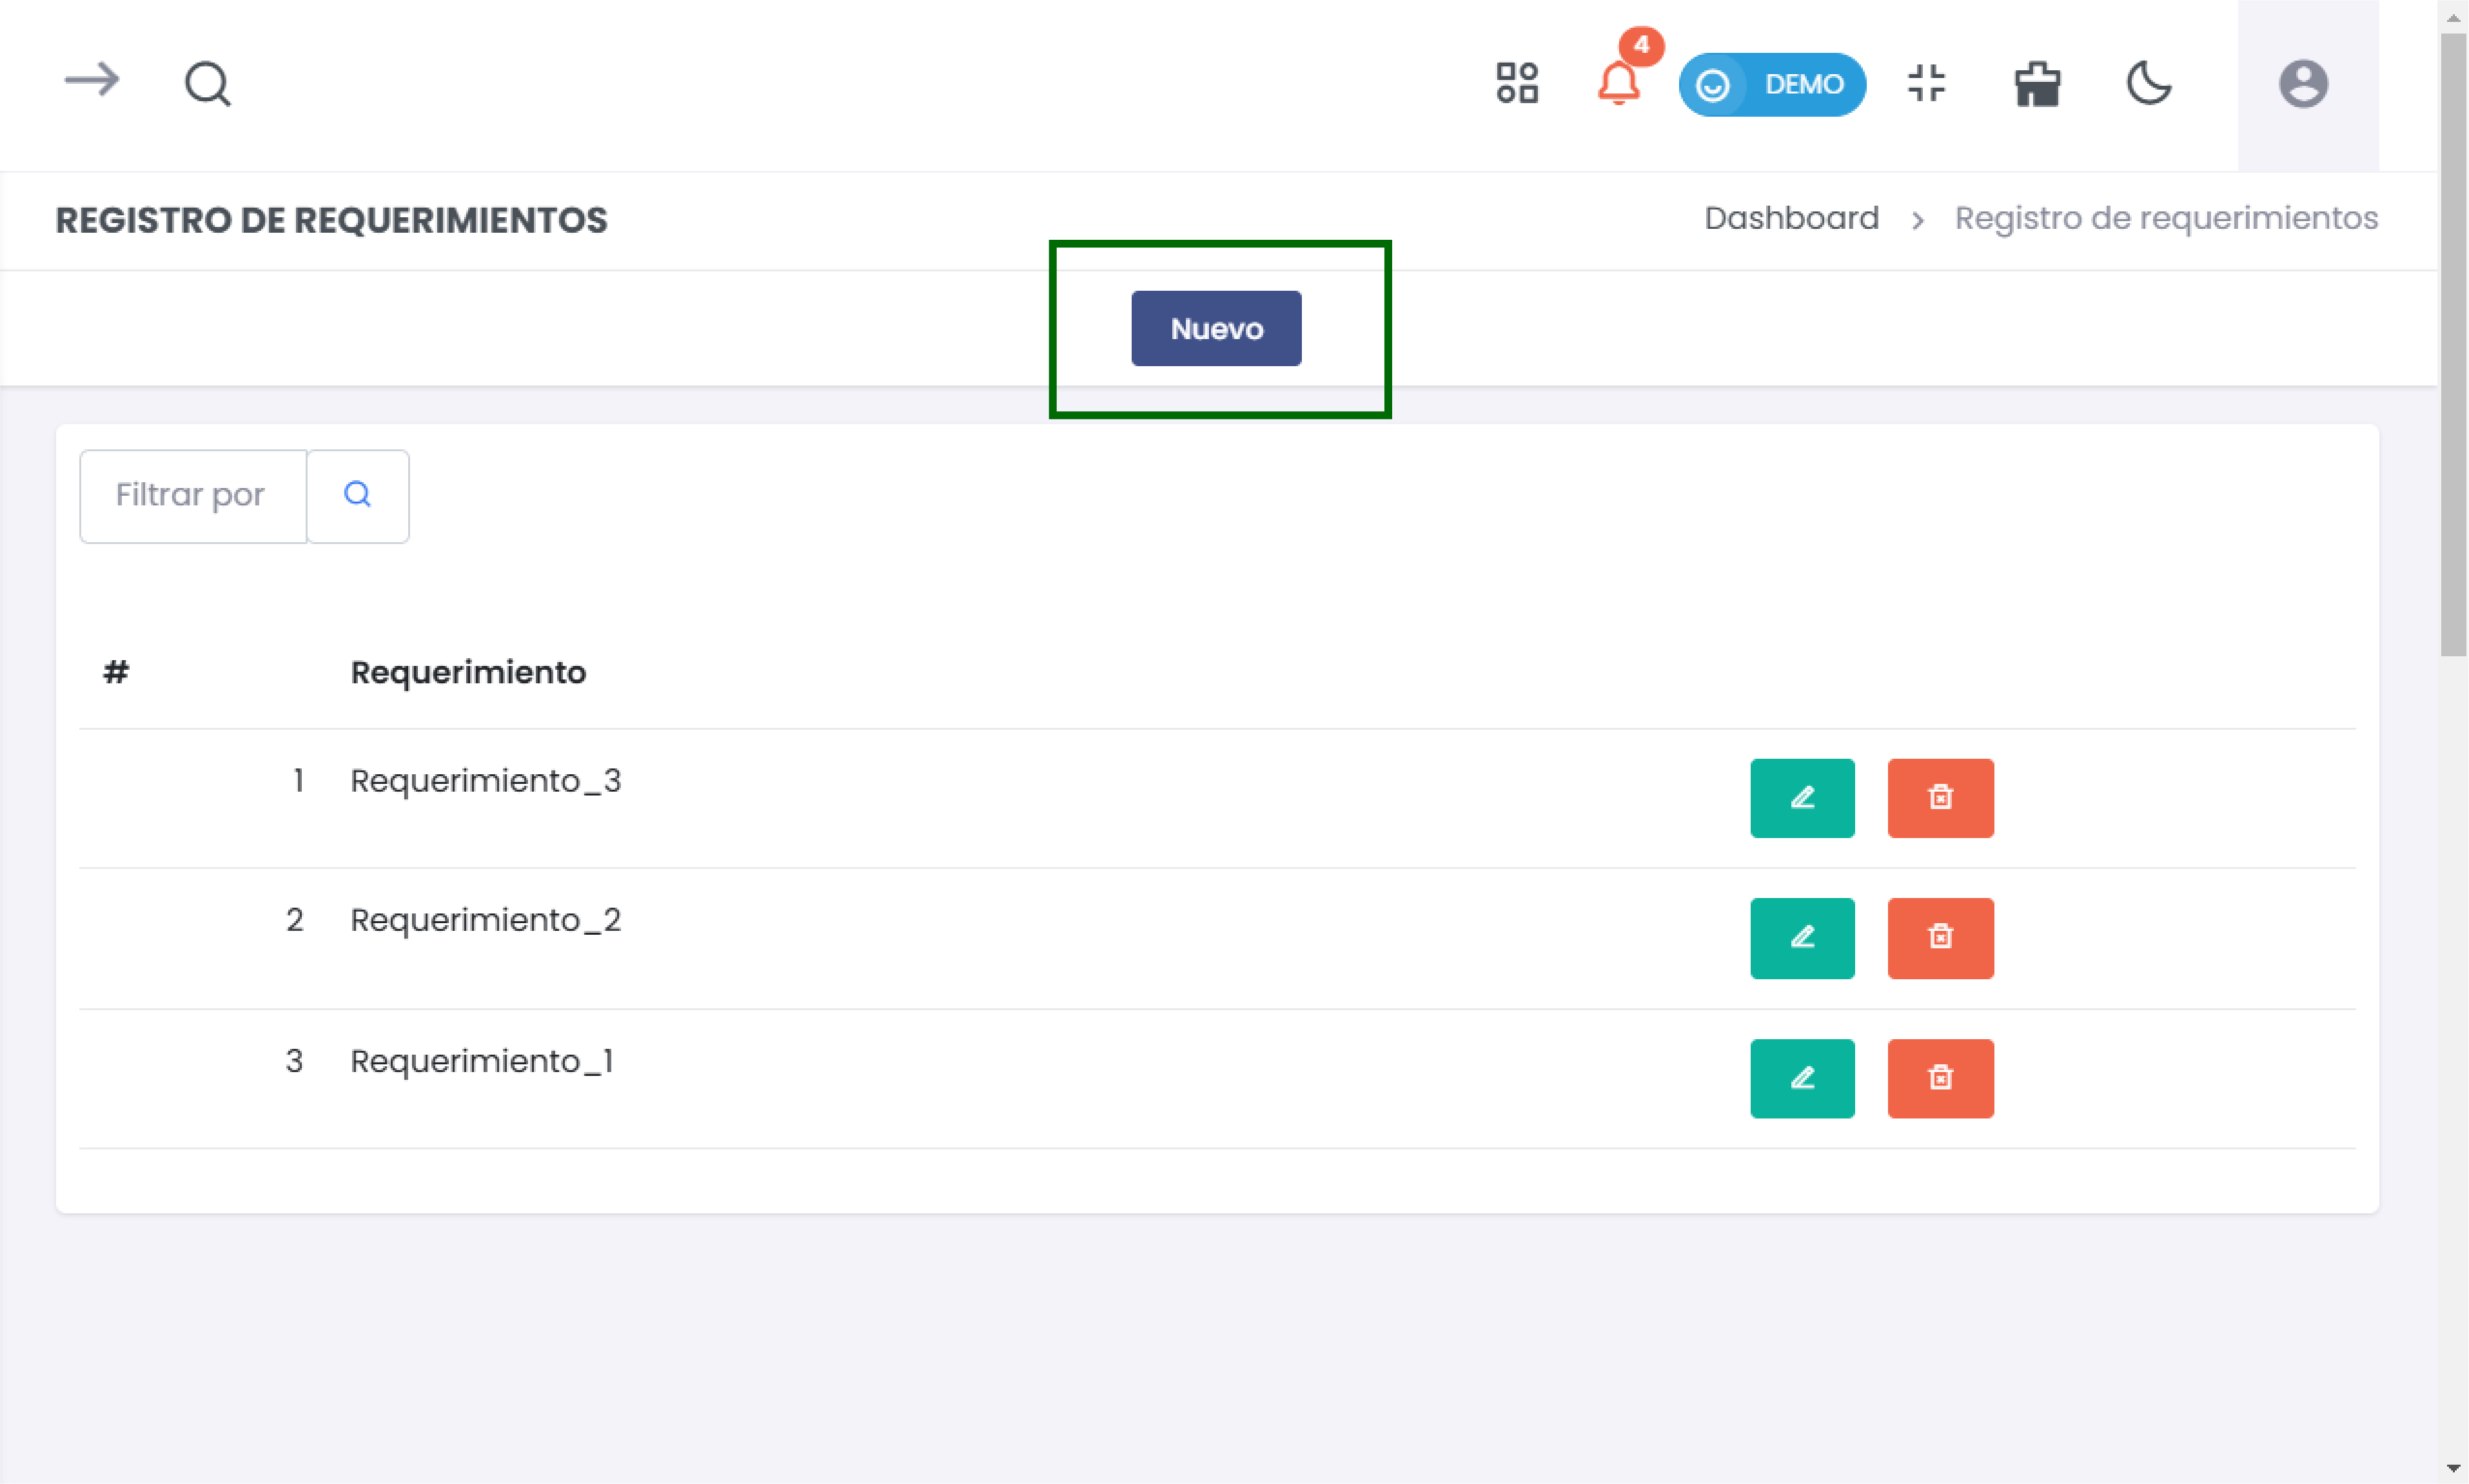 4
DEMO
REGISTRO DE REQUERIMIENTOS
Dashboard > Registro de requerimientos
Nuevo
Filtrar por
# Requerimiento
1 Requerimiento_3
2 Requerimiento_2
3 Requerimiento_1